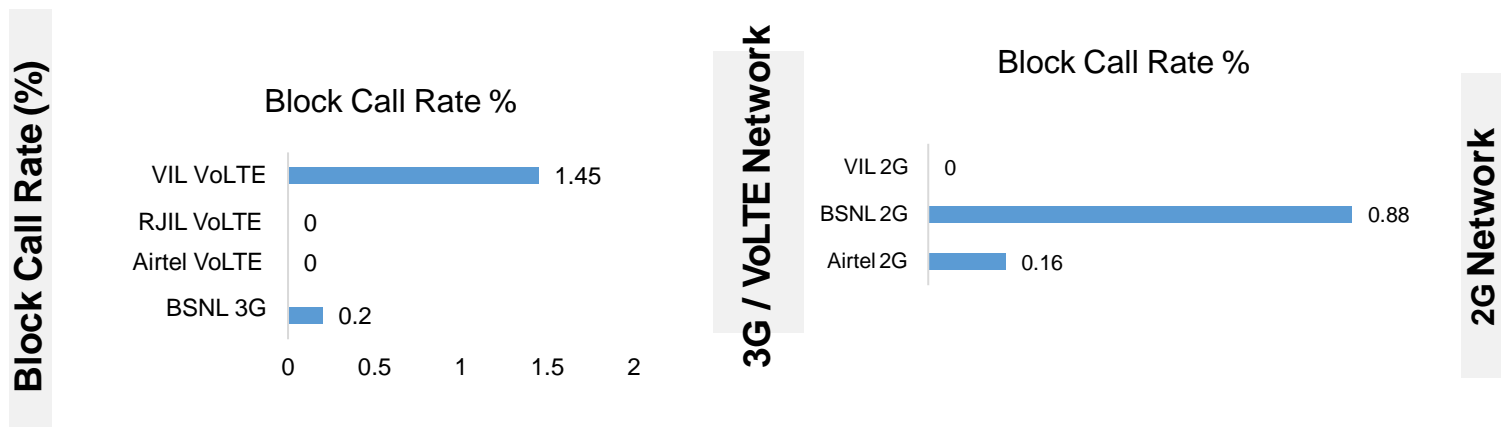 Block Call Rate (%)
Block Call Rate %
VIL VoLTE
1.45
RJIL VoLTE
0
Airtel VoLTE
0
BSNL 3G
0.2
0 0.5 1 1.5 2
3G / VoLTE Network
Block Call Rate %
VIL 2G
0
BSNL 2G
0.88
Airtel 2G
0.16
2G Network